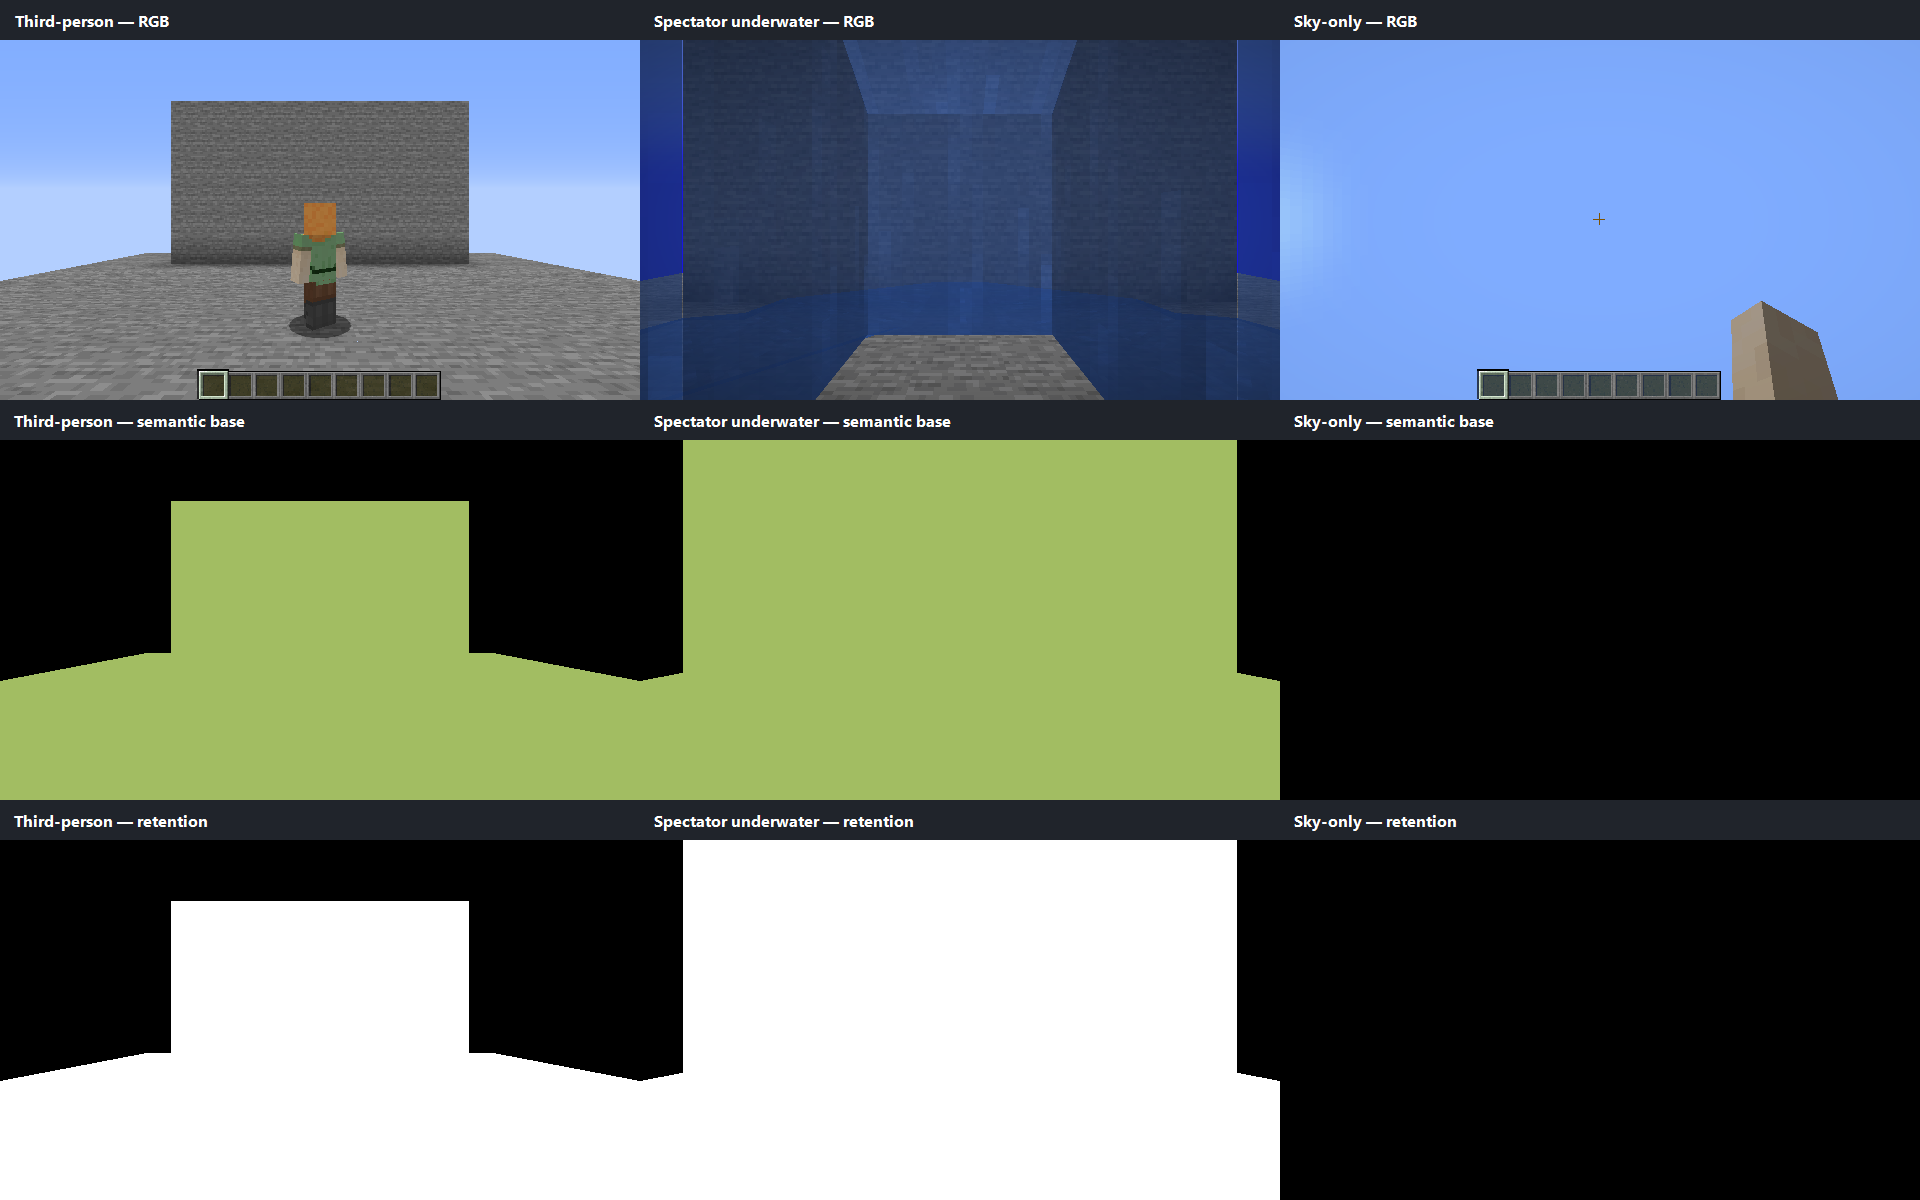 Third-person — RGB
Spectator underwater — RGB
Sky-only — RGB
Third-person — semantic base
Spectator underwater — semantic base
Sky-only — semantic base
Third-person — retention
Spectator underwater — retention
Sky-only — retention